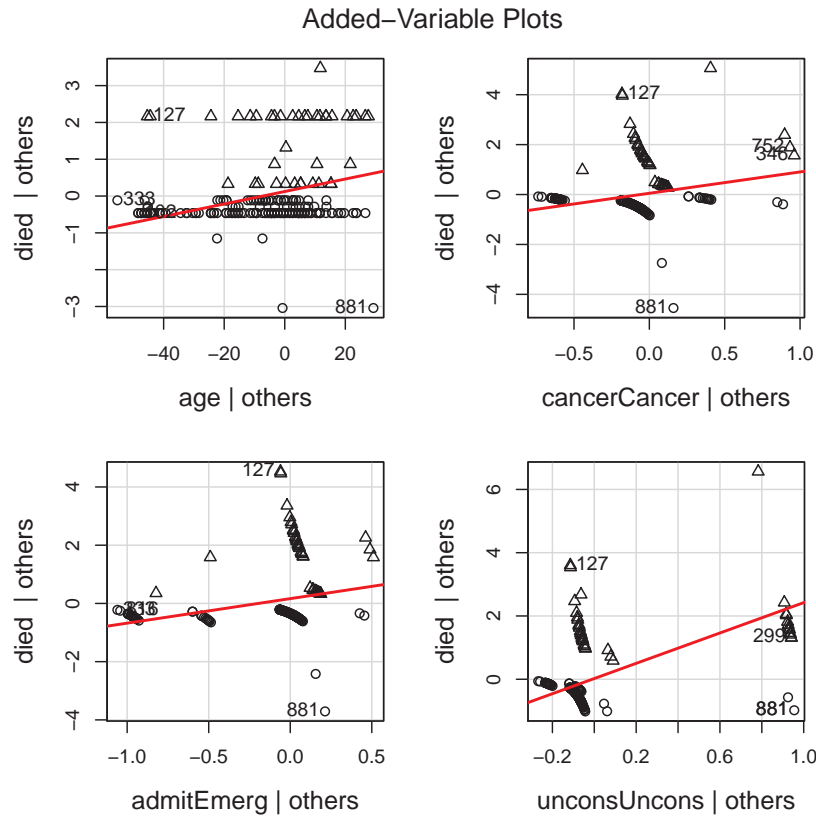 Added−Variable Plots
−40 −20 0 20
−3 −1 0 1 2 3
age | others
died | others
127
333
881
−0.5 0.0 0.5 1.0
−4 −2 0 2 4
cancerCancer | others
died | others
127
752
346
881
−1.0 −0.5 0.0 0.5
−4 −2 0 2 4
admitEmerg | others
died | others
127
881
−0.2 0.2 0.6 1.0
0 2 4 6
unconsUncons | others
died | others
127
299
881